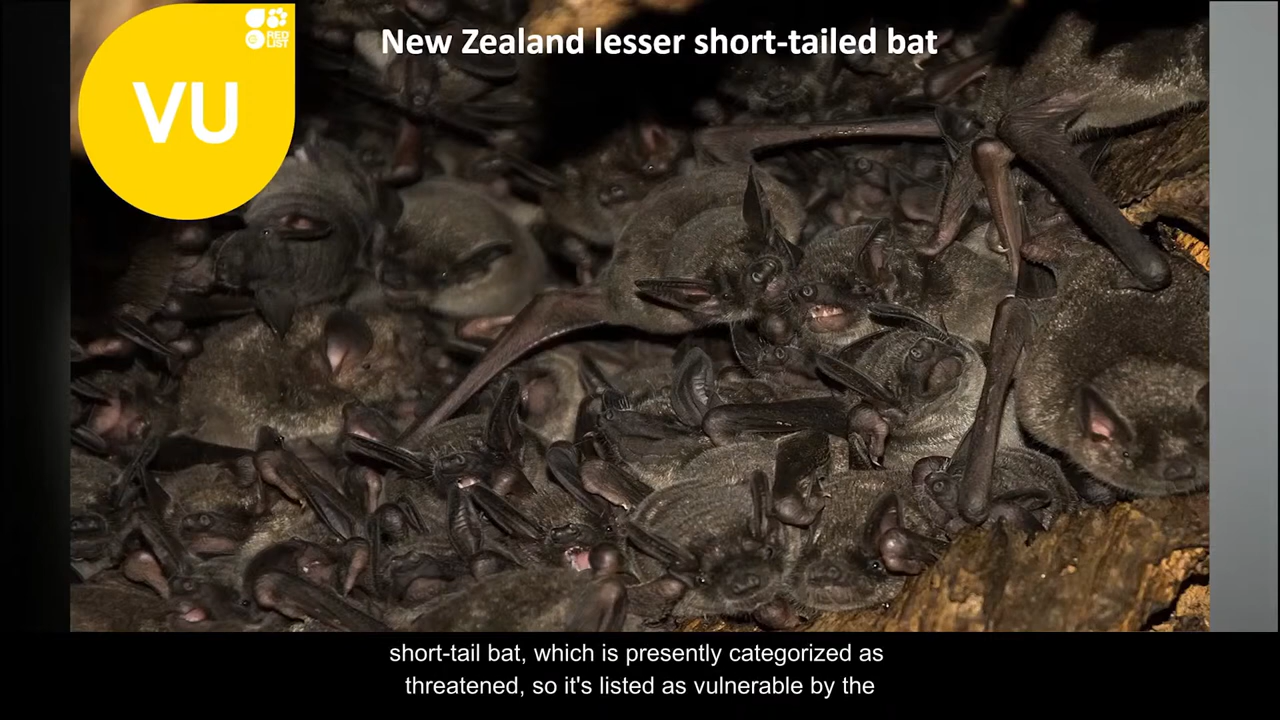 New Zealand lesser short-tailed bat
RED
LIST
VU
short-tail bat, which is presently categorized as
threatened, so it's listed as vulnerable by the